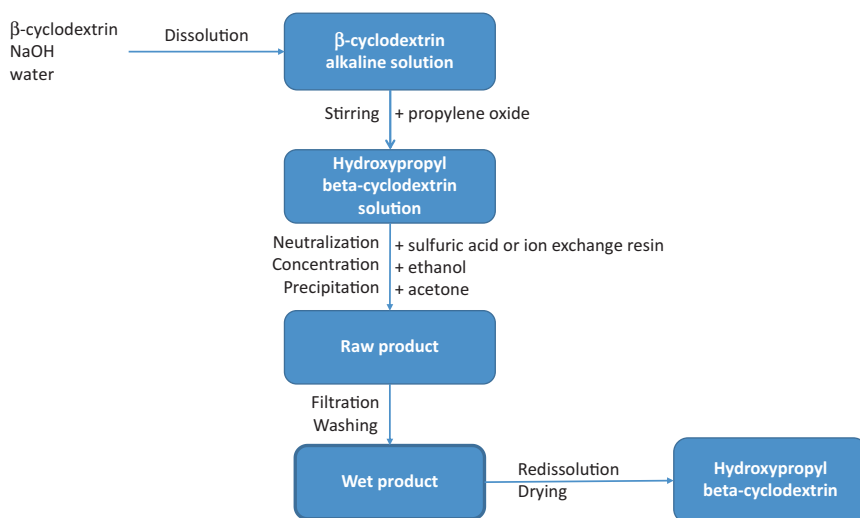 β-cyclodextrin
NaOH
water
Dissolution
β-cyclodextrin
alkaline solution
Stirring
+ propylene oxide
Hydroxypropyl
beta-cyclodextrin
solution
Neutralization
+ sulfuric acid or ion exchange resin
Concentration
+ ethanol
Precipitation
+ acetone
Raw product
Filtration
Washing
Wet product
Redissolution
Drying
Hydroxypropyl
beta-cyclodextrin